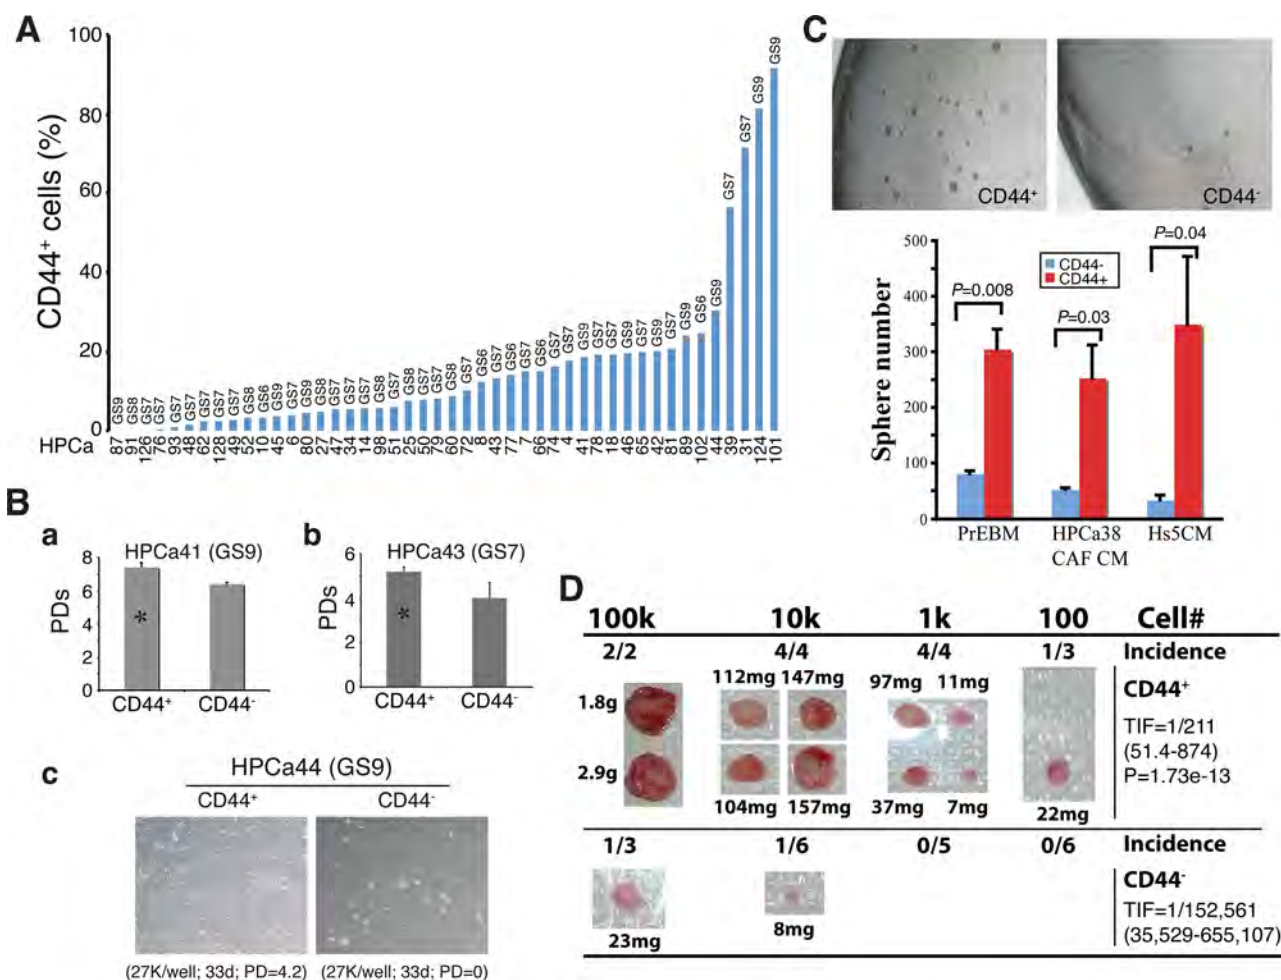 A
CD44+ cells (%)
100
80
60
40
20
0
GS9 GS8 GS7 GS7 GS7 GS7 GS7 GS7 GS7 GS8 GS6 GS9 GS7 GS9 GS8 GS7 GS7 GS7 GS8 GS7 GS8 GS7 GS7 GS8 GS7 GS6 GS7 GS6 GS7 GS6 GS7 GS7 GS9 GS7 GS7 GS9 GS7 GS9 GS7 GS9 GS6 GS9 GS7 GS7 GS9 GS9
HPCa 87 91 126 76 93 48 62 128 49 52 10 45 6 80 27 47 34 14 98 51 25 50 79 60 72 8 43 77 7 66 74 4 41 78 18 46 65 42 81 89 102 44 39 31 124 101
B
a
HPCa41 (GS9)
PDs
8
6
4
2
0
*
CD44+ CD44-
b
HPCa43 (GS7)
PDs
6
4
2
0
*
CD44+ CD44-
c
HPCa44 (GS9)
CD44+ CD44-
(27K/well; 33d; PD=4.2) (27K/well; 33d; PD=0)
C
CD44+ CD44-
Sphere number
500
400
300
200
100
0
CD44-
CD44+
P=0.008
P=0.03
P=0.04
PrEBM HPCa38 Hs5CM
CAF CM
D
100k 10k 1k 100 Cell#
2/2 4/4 4/4 1/3 Incidence
112mg 147mg 97mg 11mg
1.8g
2.9g
104mg 157mg 37mg 7mg 22mg
CD44+
TIF=1/211
(51.4-874)
P=1.73e-13
1/3 1/6 0/5 0/6 Incidence
23mg 8mg
CD44-
TIF=1/152,561
(35,529-655,107)